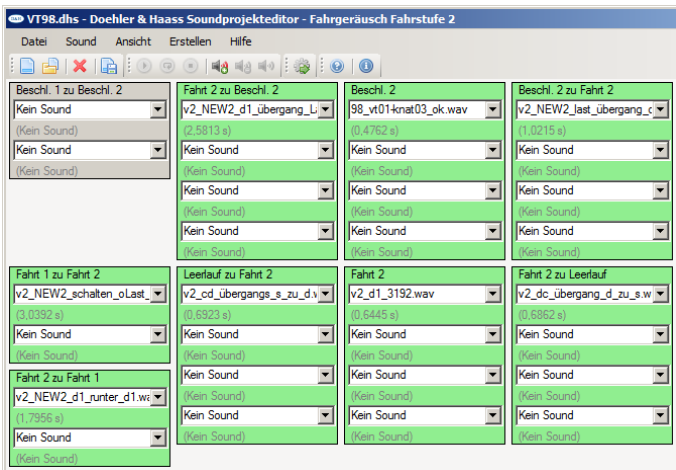 VT98.dhs - Doehler & Haass Soundprojekteditor - Fahrgeräusch Fahrstufe 2
Datei Sound Ansicht Erstellen Hilfe
Beschl. 1 zu Beschl. 2
Kein Sound
(Kein Sound)
Kein Sound
(Kein Sound)
Fahrt 2 zu Beschl. 2
v2_NEW2_d1_übergang_L
(2,5813 s)
Kein Sound
(Kein Sound)
Kein Sound
(Kein Sound)
Kein Sound
(Kein Sound)
Beschl. 2
98_vt01-knat03_ok.wav
(0,4762 s)
Kein Sound
(Kein Sound)
Kein Sound
(Kein Sound)
Kein Sound
(Kein Sound)
Beschl. 2 zu Fahrt 2
v2_NEW2_last_übergang_
(1,0215 s)
Kein Sound
(Kein Sound)
Kein Sound
(Kein Sound)
Kein Sound
(Kein Sound)
Fahrt 1 zu Fahrt 2
v2_NEW2_schalten_oLast_
(3,0392 s)
Kein Sound
(Kein Sound)
Fahrt 2 zu Fahrt 1
v2_NEW2_d1_runter_d1.wa
(1,7956 s)
Kein Sound
(Kein Sound)
Leerlauf zu Fahrt 2
v2_cd_übergangs_s_zu_d.v
(0,6923 s)
Kein Sound
(Kein Sound)
Kein Sound
(Kein Sound)
Kein Sound
(Kein Sound)
Fahrt 2
v2_d1_3192.wav
(0,6445 s)
Kein Sound
(Kein Sound)
Kein Sound
(Kein Sound)
Kein Sound
(Kein Sound)
Fahrt 2 zu Leerlauf
v2_dc_übergang_d_zu_s.w
(0,6862 s)
Kein Sound
(Kein Sound)
Kein Sound
(Kein Sound)
Kein Sound
(Kein Sound)